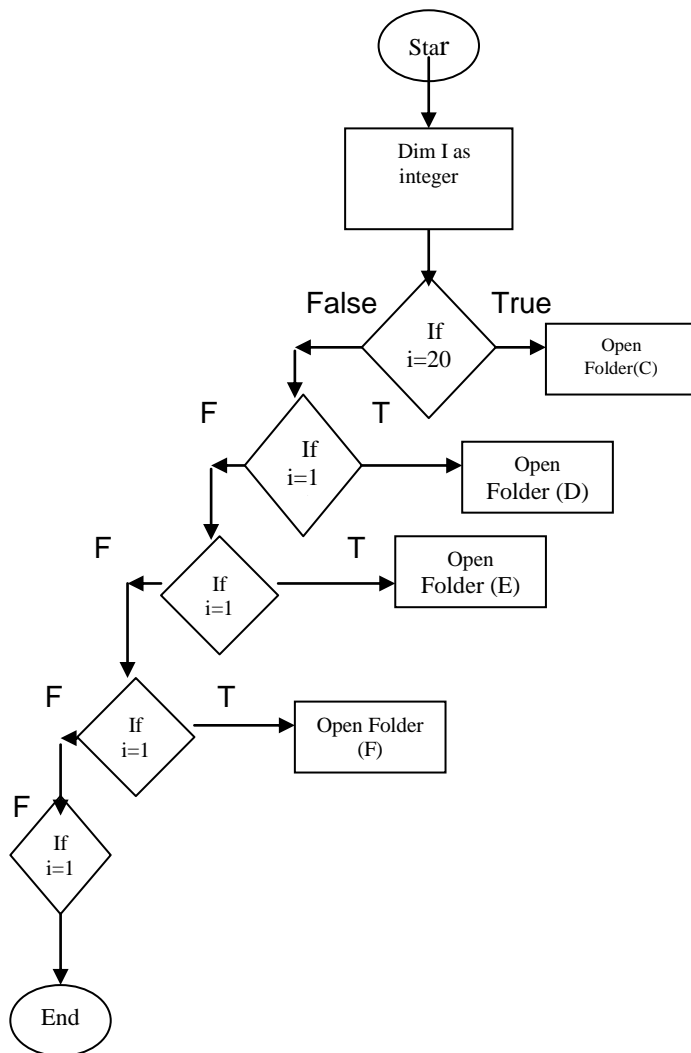 Star
Dim I as
integer
False
True
If
i=20
Open
Folder(C)
F
T
If
i=1
Open
Folder (D)
F
T
If
i=1
Open
Folder (E)
F
T
If
i=1
Open Folder
(F)
F
If
i=1
End